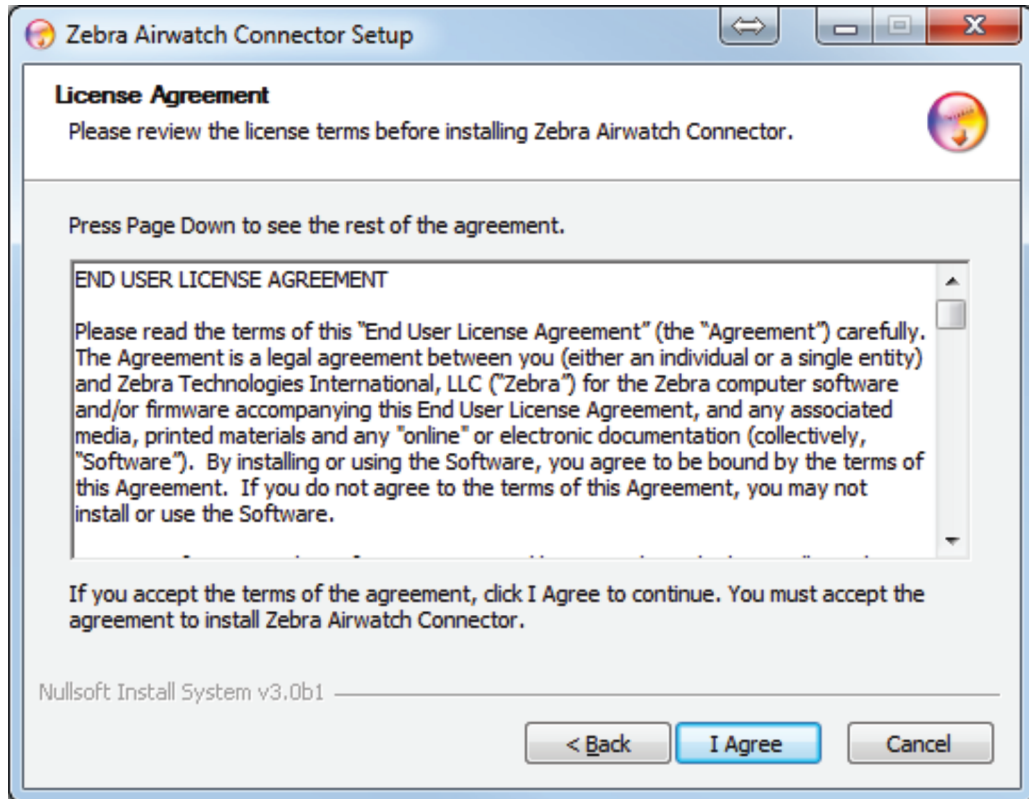 Zebra Airwatch Connector Setup
License Agreement
Please review the license terms before installing Zebra Airwatch Connector.
Press Page Down to see the rest of the agreement.
END USER LICENSE AGREEMENT
Please read the terms of this “End User License Agreement” (the “Agreement”) carefully.
The Agreement is a legal agreement between you (either an individual or a single entity)
and Zebra Technologies International, LLC (“Zebra”) for the Zebra computer software
and/or firmware accompanying this End User License Agreement, and any associated
media, printed materials and any "online" or electronic documentation (collectively,
“Software”).  By installing or using the Software, you agree to be bound by the terms of
this Agreement.  If you do not agree to the terms of this Agreement, you may not
install or use the Software.
If you accept the terms of the agreement, click I Agree to continue. You must accept the
agreement to install Zebra Airwatch Connector.
Nullsoft Install System v3.0b1
< Back I Agree Cancel